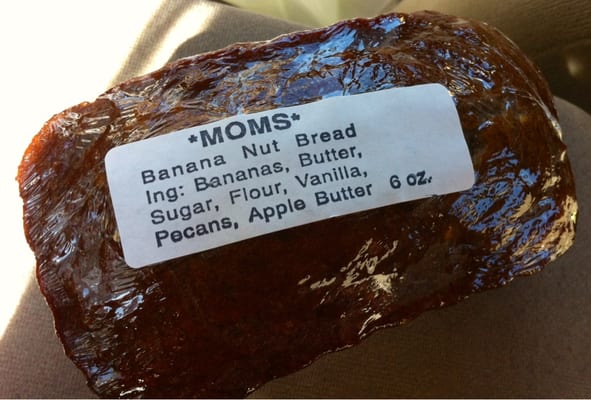 *MOMS*
Banana Nut Bread
Ing: Bananas, Butter,
Sugar, Flour, Vanilla,
Pecans, Apple Butter 6 oz.